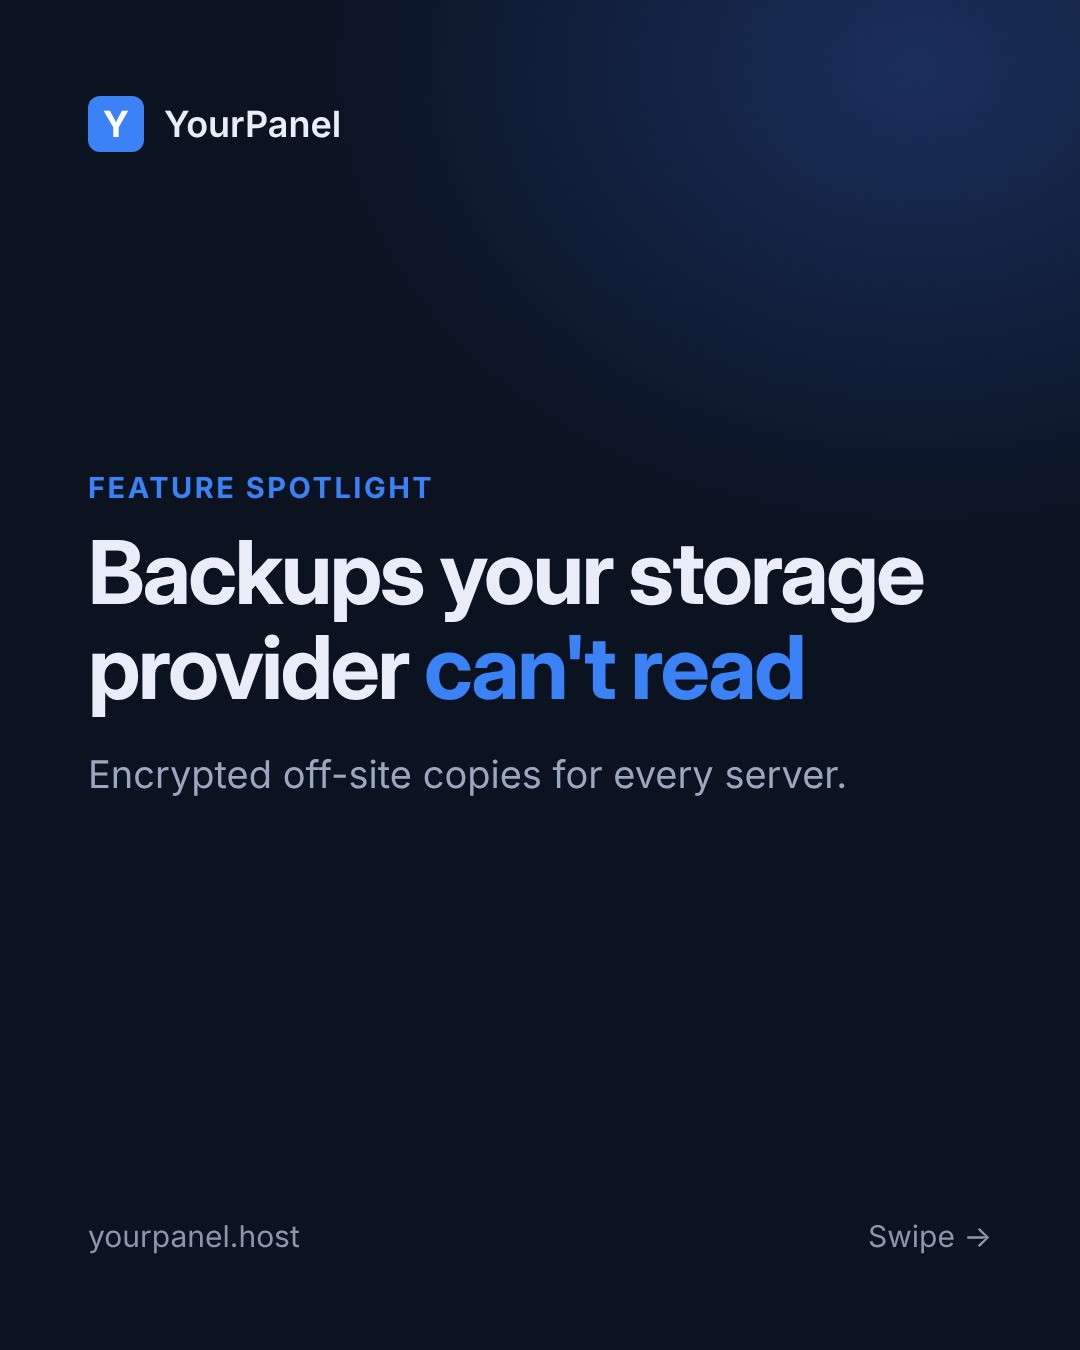 Y YourPanel
FEATURE SPOTLIGHT
Backups your storage
provider can't read
Encrypted off-site copies for every server.
yourpanel.host
Swipe →